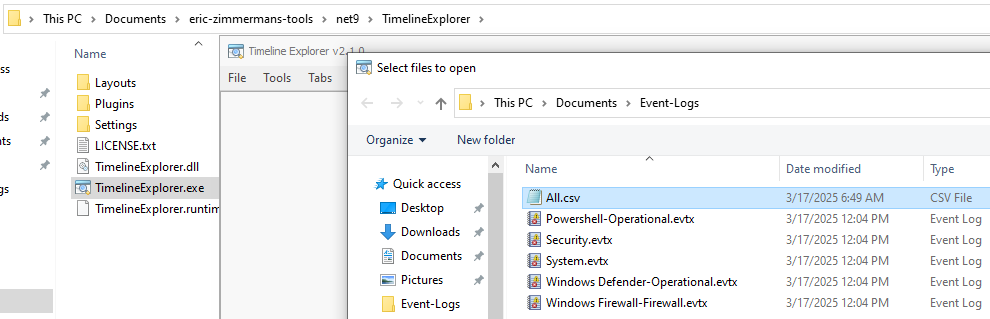 This PC > Documents > eric-zimmermans-tools > net9 > TimelineExplorer >
Name
Layouts
Plugins
Settings
LICENSE.txt
TimelineExplorer.dll
TimelineExplorer.exe
TimelineExplorer.runtim
ss
ds
nts
gs
Timeline Explorer v2.1.0
File Tools Tabs
Select files to open
This PC > Documents > Event-Logs >
Organize New folder
Quick access
Desktop
Downloads
Documents
Pictures
Event-Logs
Name Date modified Type
All.csv 3/17/2025 6:49 AM CSV File
Powershell-Operational.evtx 3/17/2025 12:04 PM Event Log
Security.evtx 3/17/2025 12:04 PM Event Log
System.evtx 3/17/2025 12:04 PM Event Log
Windows Defender-Operational.evtx 3/17/2025 12:04 PM Event Log
Windows Firewall-Firewall.evtx 3/17/2025 12:04 PM Event Log